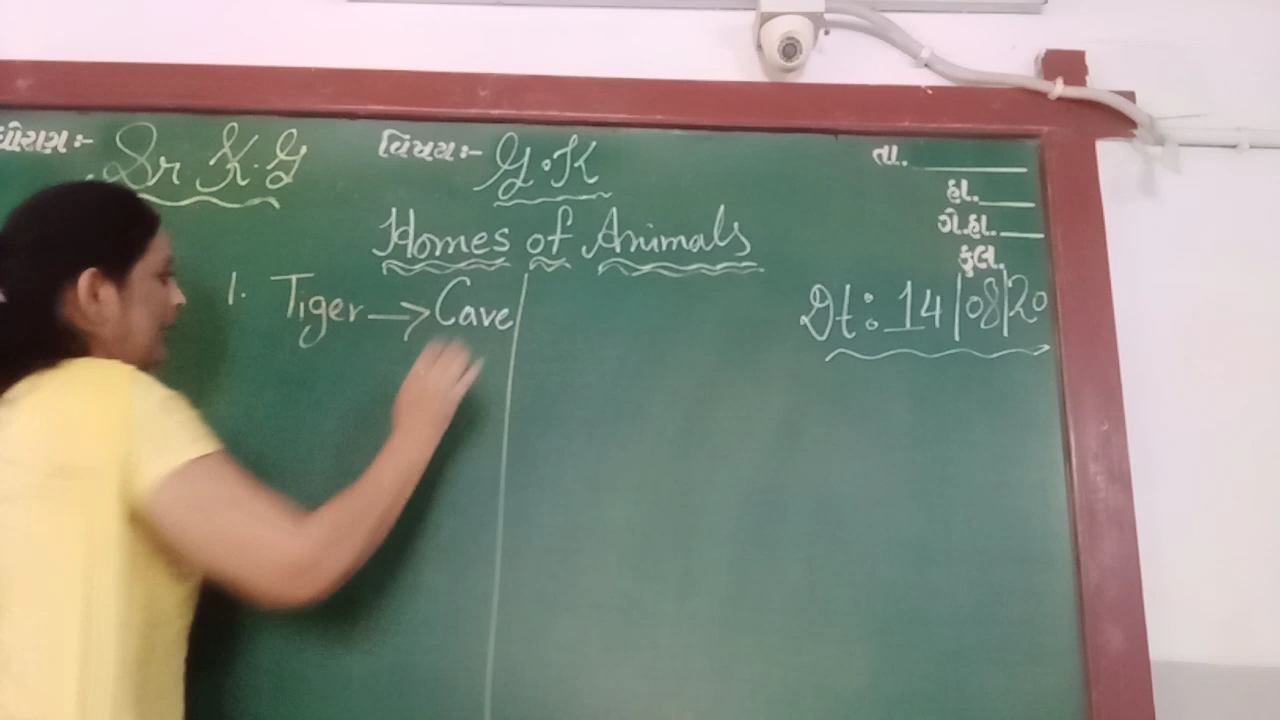 ધોરણઃ- Sr K.G વિષયઃ- G.K તા.
હા.
ગે.હા.
કુલ.
Homes of Animals
1. Tiger → Cave
Dt: 14/08/20